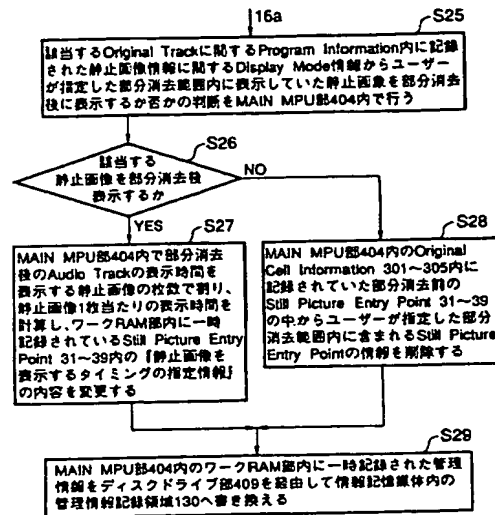 16a
S25
該当するOriginal Trackに関するProgram Information内に記録
された静止画像情報に関するDisplay Mode情報からユーザー
が指定した部分消去範囲内に表示していた静止画象を部分消去
後に表示するか否かの判断をMAIN MPU部404内で行う
S26
該当する
静止画像を部分消去後
表示するか
NO
YES
S27
MAIN MPU部404内で部分消去
後のAudio Trackの表示時間を
表示する静止画像の枚数で割り、
静止画像1枚当たりの表示時間を
計算し、ワークRAM部内に一時
記録されているStill Picture Entry
Point 31~39内の『静止画像を
表示するタイミングの指定情報』
の内容を変更する
S28
MAIN MPU部404内のOriginal
Cell Information 301~305内に
記録されていた部分消去前の
Still Picture Entry Point 31~39
の中からユーザーが指定した部分
消去範囲内に含まれるStill Picture
Entry Pointの情報を削除する
S29
MAIN MPU部404内のワークRAM部内に一時記録された管理
情報をディスクドライブ部409を経由して情報記憶媒体内の
管理情報記録領域130へ書き換える